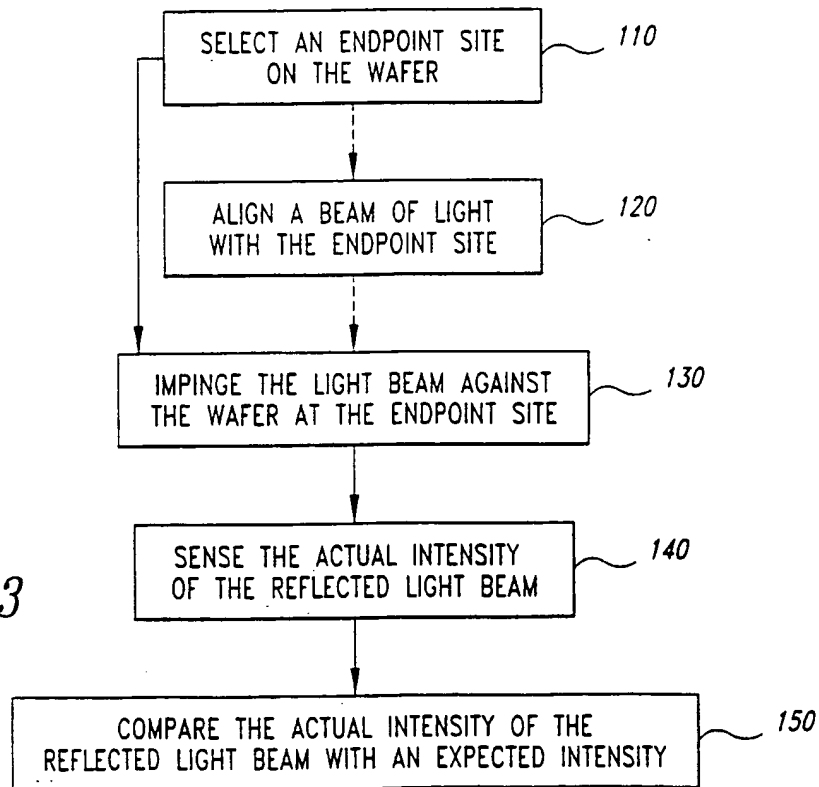 SELECT AN ENDPOINT SITE
ON THE WAFER
110
ALIGN A BEAM OF LIGHT
WITH THE ENDPOINT SITE
120
IMPINGE THE LIGHT BEAM AGAINST
THE WAFER AT THE ENDPOINT SITE
130
SENSE THE ACTUAL INTENSITY
OF THE REFLECTED LIGHT BEAM
140
3
COMPARE THE ACTUAL INTENSITY OF THE
REFLECTED LIGHT BEAM WITH AN EXPECTED INTENSITY
150